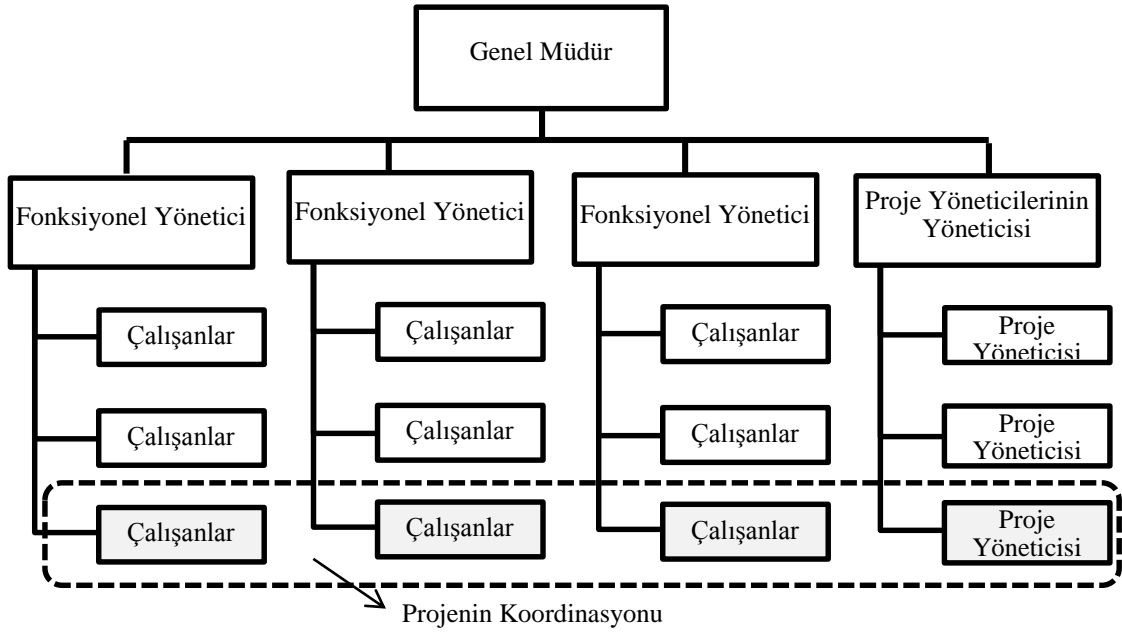 Genel Müdür
Fonksiyonel Yönetici
Fonksiyonel Yönetici
Fonksiyonel Yönetici
Proje Yöneticilerinin
Yöneticisi
Çalışanlar
Çalışanlar
Çalışanlar
Proje
Yöneticisi
Çalışanlar
Çalışanlar
Çalışanlar
Proje
Yöneticisi
Çalışanlar
Çalışanlar
Çalışanlar
Proje
Yöneticisi
Projenin Koordinasyonu